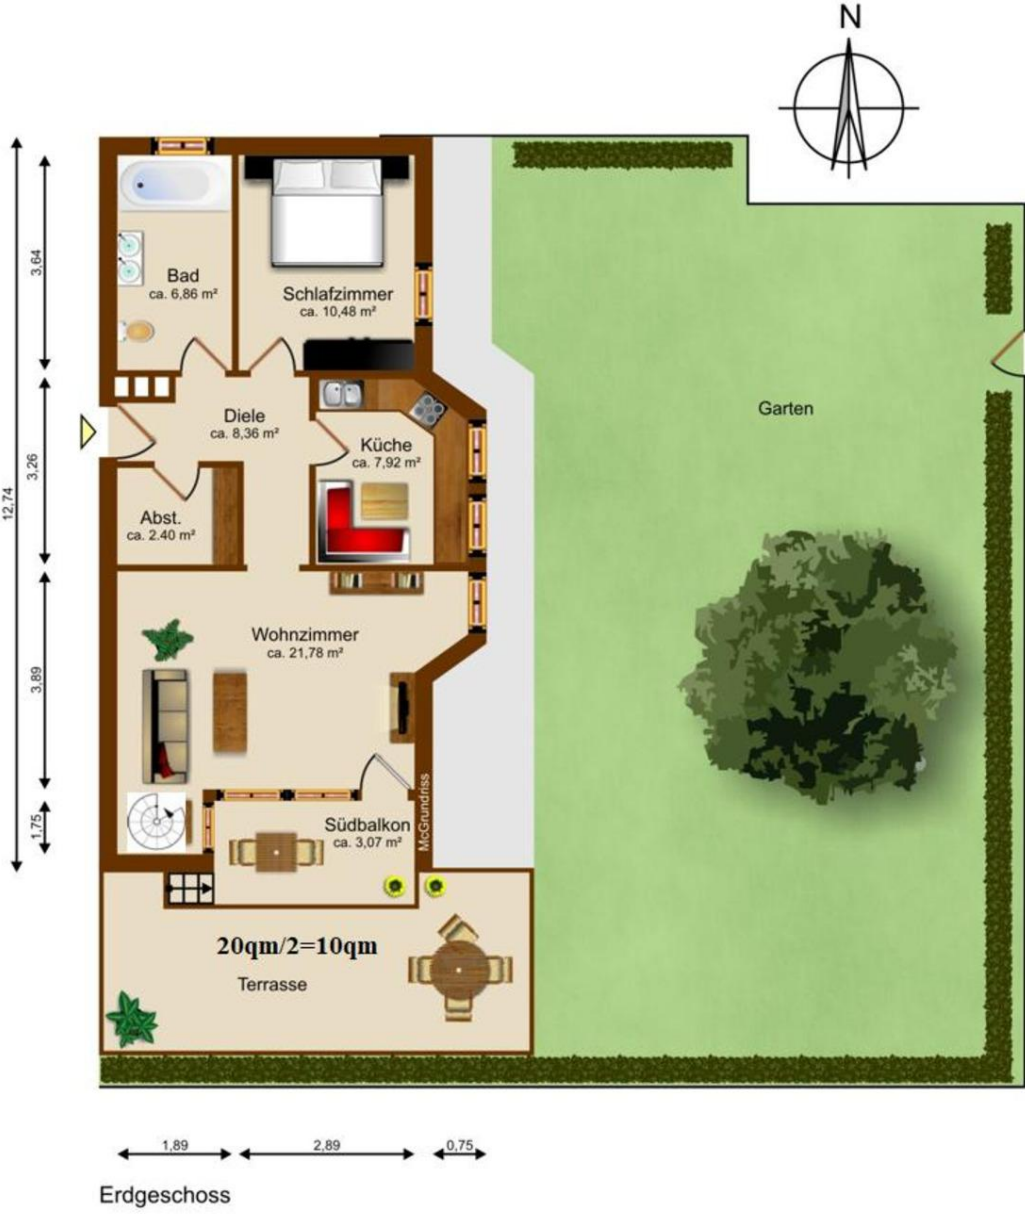 N
Bad
ca. 6,86 m²
Schlafzimmer
ca. 10,48 m²
3,64
Diele
ca. 8,36 m²
Küche
ca. 7,92 m²
Garten
3,26
12,74
Abst.
ca. 2.40 m²
Wohnzimmer
ca. 21,78 m²
3,89
McGrundriss
Südbalkon
ca. 3,07 m²
1,75
20qm/2=10qm
Terrasse
1,89
2,89
0,75
Erdgeschoss